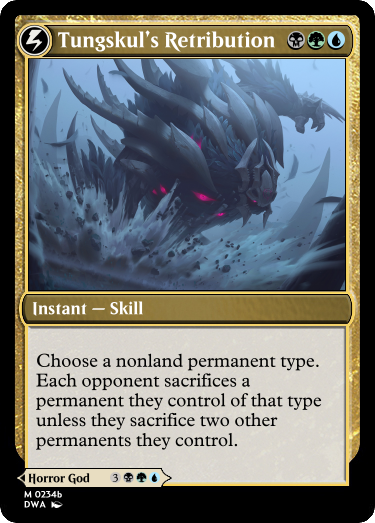 Tungskul's Retribution
Instant — Skill
Choose a nonland permanent type.
Each opponent sacrifices a
permanent they control of that type
unless they sacrifice two other
permanents they control.
Horror God 3
M 0234b
DWA